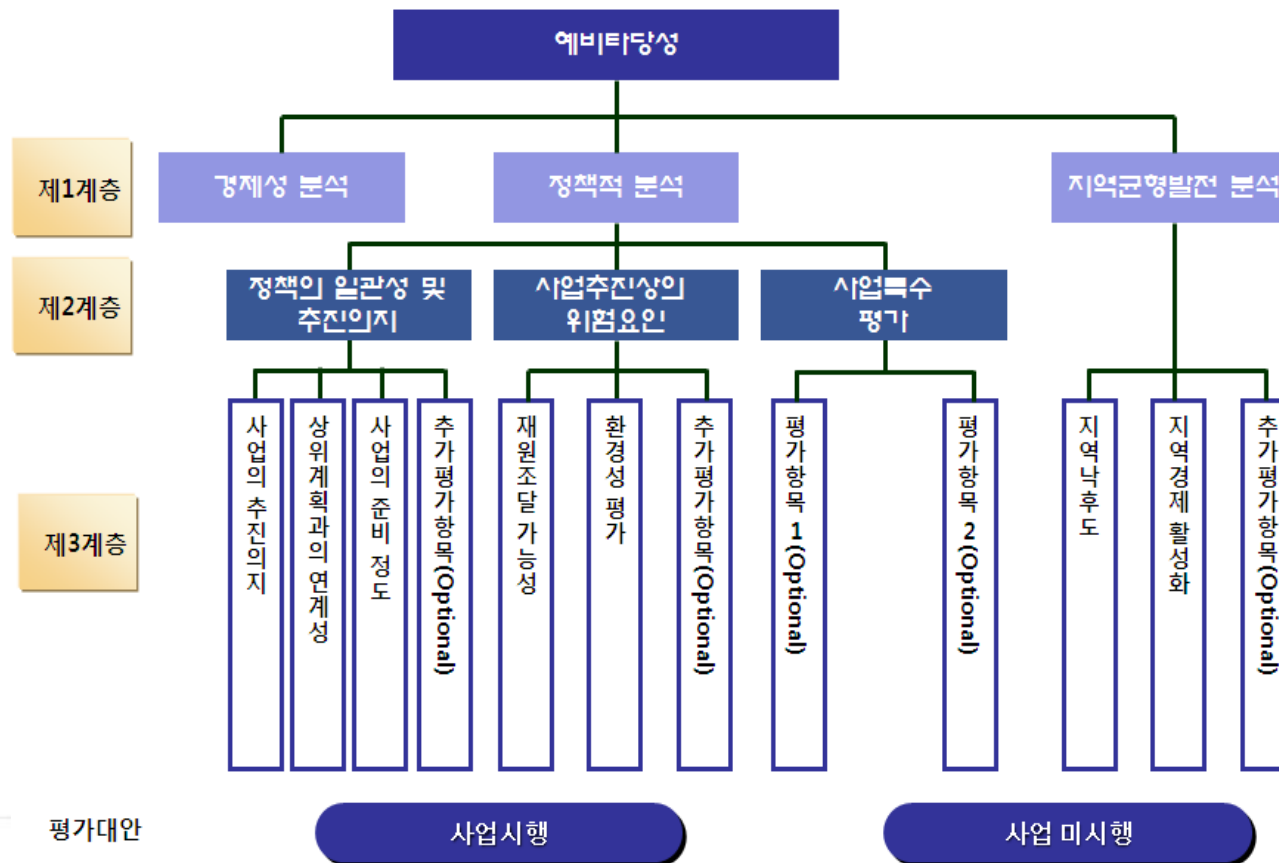 예비타당성
제1계층
경제성 분석
정책적 분석
지역균형발전 분석
제2계층
정책의 일관성 및
추진의지
사업추진상의
위험요인
사업특수
평가
제3계층
사업의 추진의지
상위계획과의 연계성
사업의 준비 정도
추가평가항목(Optional)
재원조달 가능성
환경성 평가
추가평가항목(Optional)
평가항목 1(Optional)
평가항목 2(Optional)
지역낙후도
지역경제 활성화
추가평가항목(Optional)
평가대안
사업시행
사업 미시행